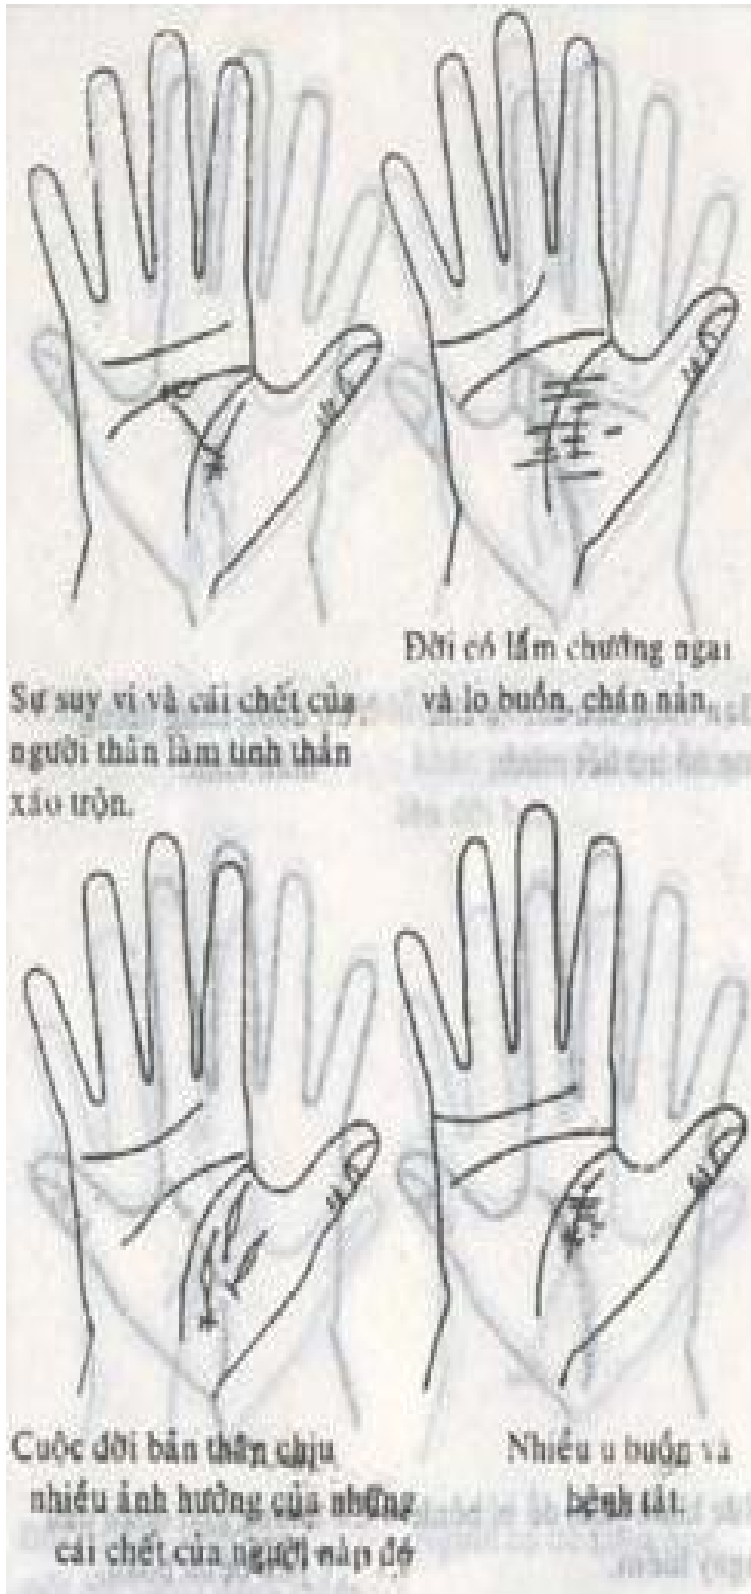 Sự suy vi và cái chết của
người thân làm tinh thần
xáo trộn.
Đời có lắm chướng ngại
và lo buồn, chán nản.
Cuộc đời bản thân chịu
nhiều ảnh hưởng của những
cái chết của người nào đó
Nhiều u buồn và
bệnh tật.